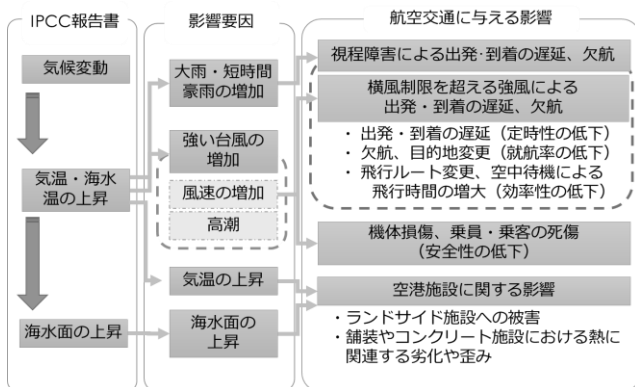 IPCC報告書
気候変動
気温・海水
温の上昇
海水面の上昇
影響要因
大雨・短時間
豪雨の増加
強い台風の
増加
風速の増加
高潮
気温の上昇
海水面の
上昇
航空交通に与える影響
視程障害による出発･到着の遅延、欠航
横風制限を超える強風による
出発・到着の遅延、欠航
・ 出発・到着の遅延（定時性の低下）
・ 欠航、目的地変更（就航率の低下）
・ 飛行ルート変更、空中待機による
飛行時間の増大（効率性の低下）
機体損傷、乗員・乗客の死傷
（安全性の低下）
空港施設に関する影響
・ランドサイド施設への被害
・舗装やコンクリート施設における熱に
関連する劣化や歪み